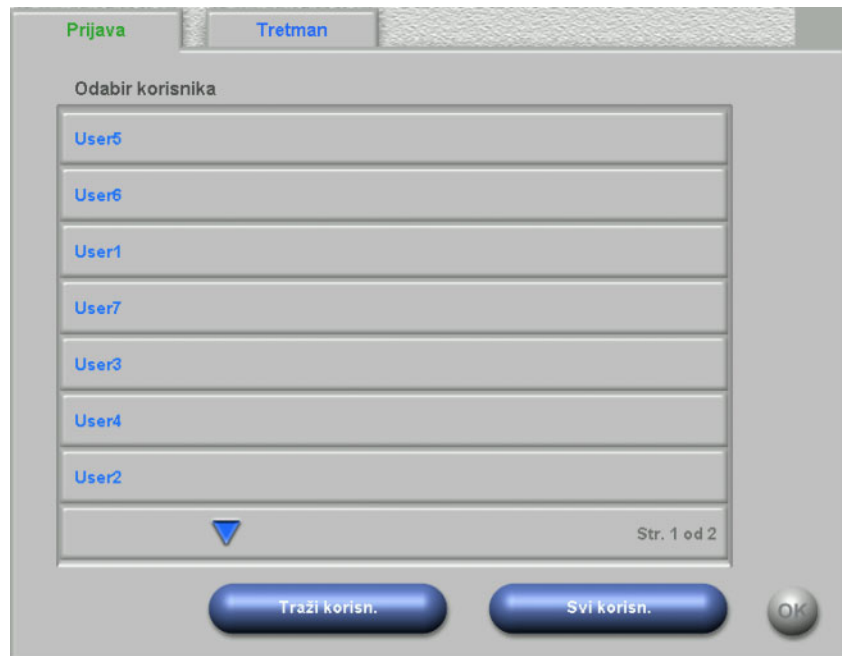 Prijava
Tretman
Odabir korisnika
User5
User6
User1
User7
User3
User4
User2
Str. 1 od 2
Traži korisn.
Svi korisn.
OK